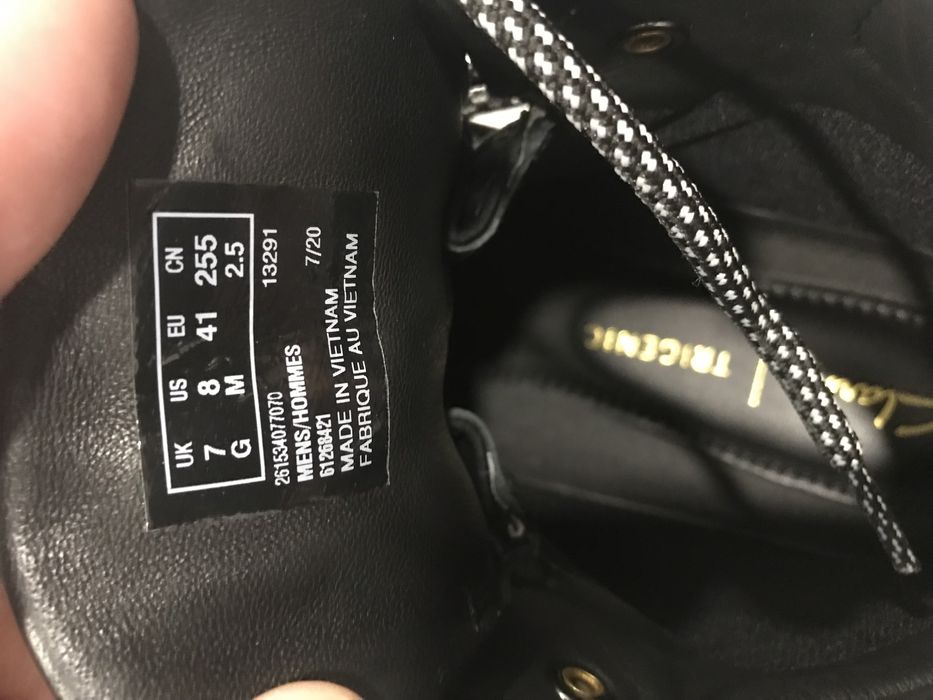 UK US EU CN
7 8 41 255
G M 2.5
261534077070 13291
MENS/HOMMES
61268421 7/20
MADE IN VIETNAM
FABRIQUE AU VIETNAM
TRIGENIC